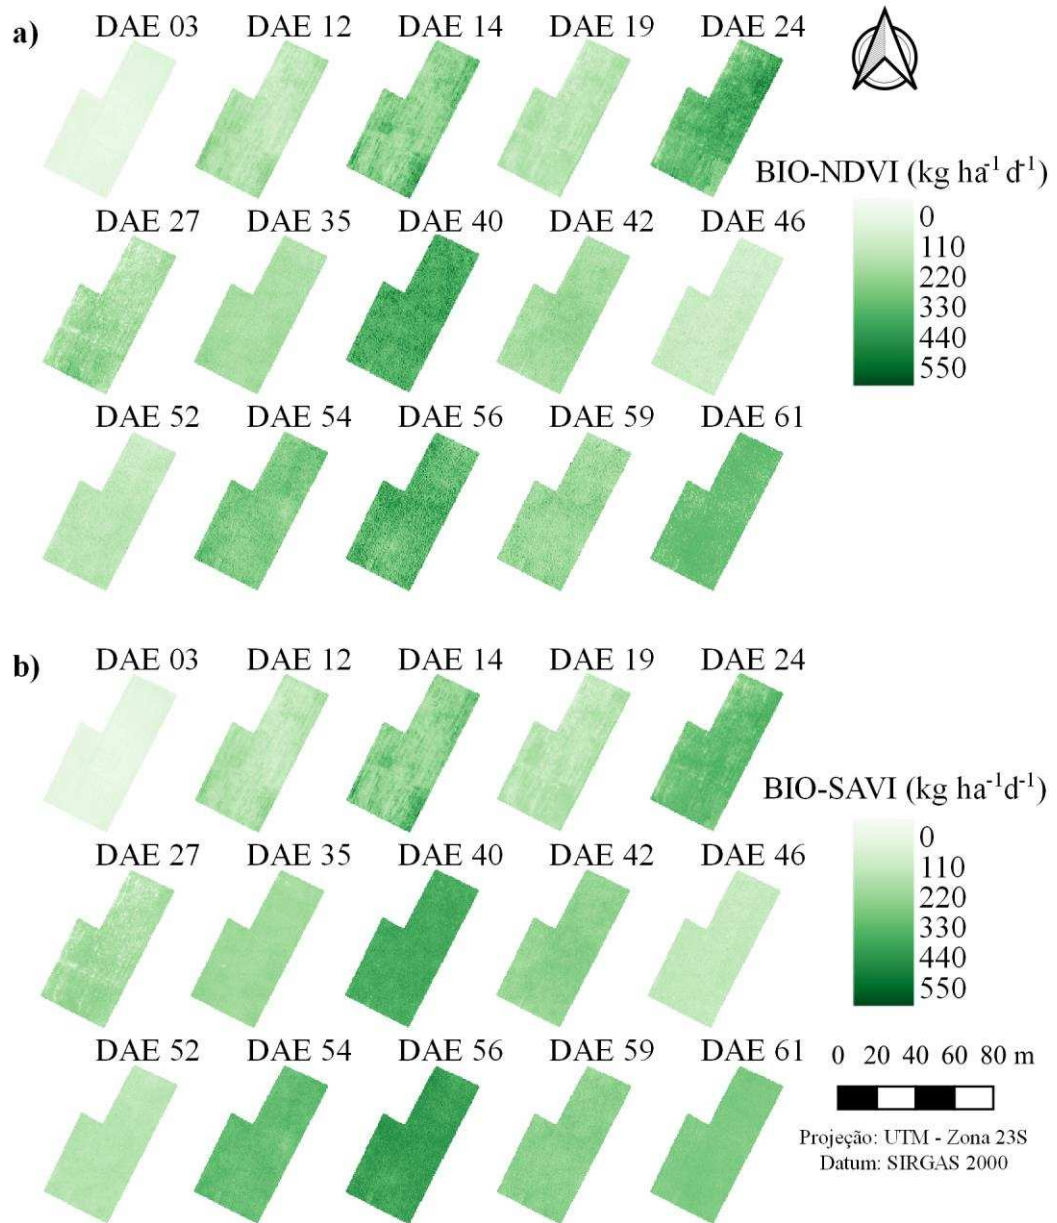 a)
DAE 03 DAE 12 DAE 14 DAE 19 DAE 24
BIO-NDVI (kg ha⁻¹ d⁻¹)
0
110
220
330
440
550
DAE 27 DAE 35 DAE 40 DAE 42 DAE 46
DAE 52 DAE 54 DAE 56 DAE 59 DAE 61
b)
DAE 03 DAE 12 DAE 14 DAE 19 DAE 24
BIO-SAVI (kg ha⁻¹d⁻¹)
0
110
220
330
440
550
DAE 27 DAE 35 DAE 40 DAE 42 DAE 46
DAE 52 DAE 54 DAE 56 DAE 59 DAE 61
0 20 40 60 80 m
Projeção: UTM - Zona 23S
Datum: SIRGAS 2000